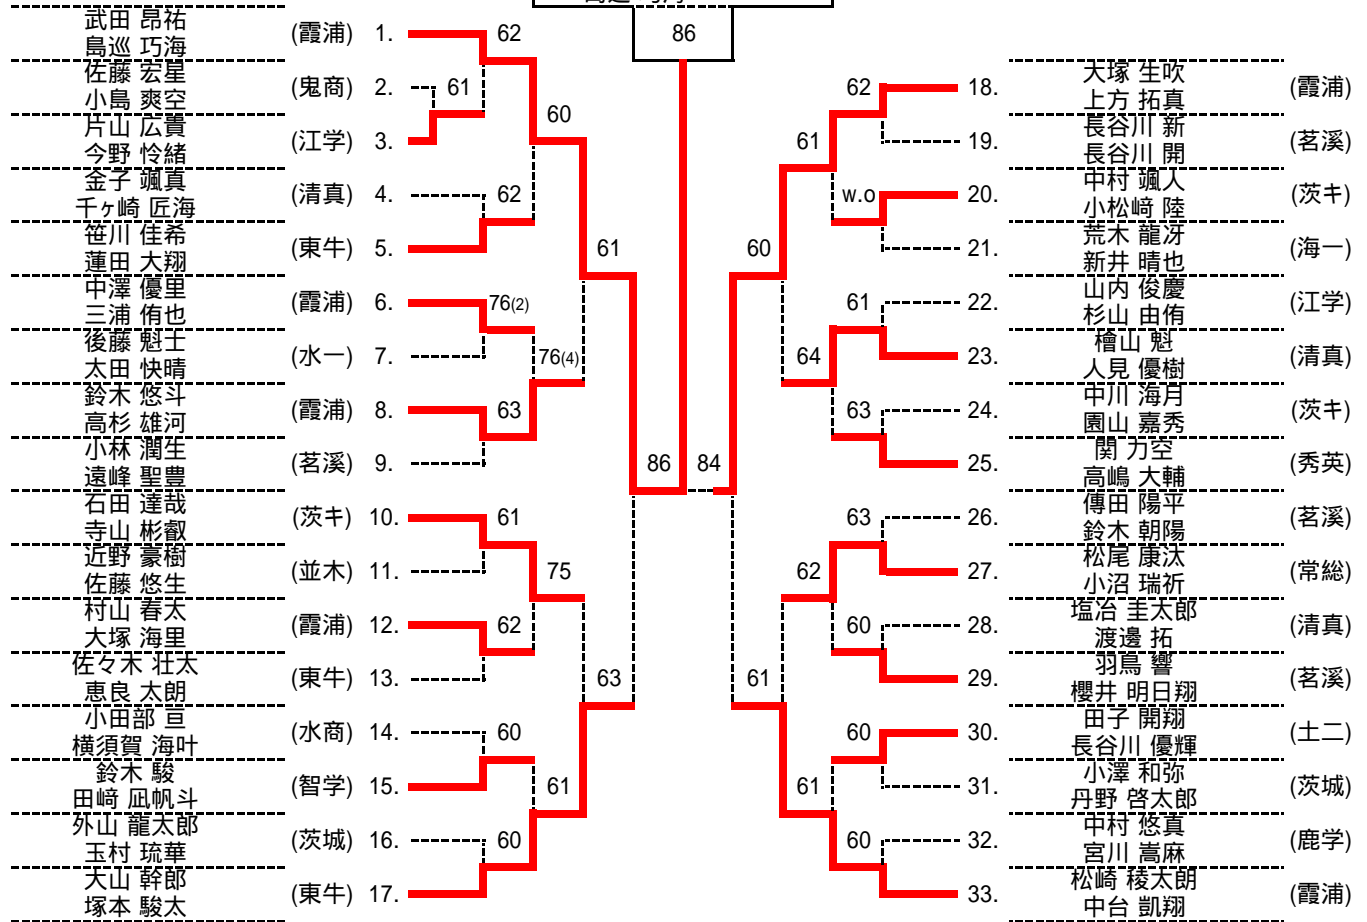 86
武田 昂祐
島巡 巧海
(霞浦) 1.
62
佐藤 宏星
小島 爽空
(鬼商) 2.
61
片山 広貴
今野 怜緒
(江学) 3.
60
金子 颯真
千ヶ崎 匠海
(清真) 4.
62
笹川 佳希
蓮田 大翔
(東牛) 5.
61
中澤 優里
三浦 侑也
(霞浦) 6.
76(2)
後藤 魁士
太田 快晴
(水一) 7.
76(4)
鈴木 悠斗
高杉 雄河
(霞浦) 8.
63
小林 潤生
遠峰 聖豊
(茗溪) 9.
86
84
石田 達哉
寺山 彬叡
(茨キ) 10.
61
近野 豪樹
佐藤 悠生
(並木) 11.
75
村山 春太
大塚 海里
(霞浦) 12.
62
佐々木 壮太
恵良 太朗
(東牛) 13.
63
小田部 亘
横須賀 海叶
(水商) 14.
60
鈴木 駿
田﨑 凪帆斗
(智学) 15.
61
外山 龍太郎
玉村 琉華
(茨城) 16.
60
大山 幹郎
塚本 駿太
(東牛) 17.
62
18.
大塚 生吹
上方 拓真
(霞浦)
61
19.
長谷川 新
長谷川 開
(茗溪)
w.o
20.
中村 颯人
小松﨑 陸
(茨キ)
60
21.
荒木 龍冴
新井 晴也
(海一)
61
22.
山内 俊慶
杉山 由侑
(江学)
64
23.
檜山 魁
人見 優樹
(清真)
63
24.
中川 海月
園山 嘉秀
(茨キ)
25.
関 力空
高嶋 大輔
(秀英)
63
26.
傳田 陽平
鈴木 朝陽
(茗溪)
62
27.
松尾 康汰
小沼 瑞祈
(常総)
60
28.
塩冶 圭太郎
渡邊 拓
(清真)
61
29.
羽鳥 響
櫻井 明日翔
(茗溪)
60
30.
田子 開翔
長谷川 優輝
(土二)
61
31.
小澤 和弥
丹野 啓太郎
(茨城)
60
32.
中村 悠真
宮川 嵩麻
(鹿学)
33.
松崎 稜太朗
中台 凱翔
(霞浦)